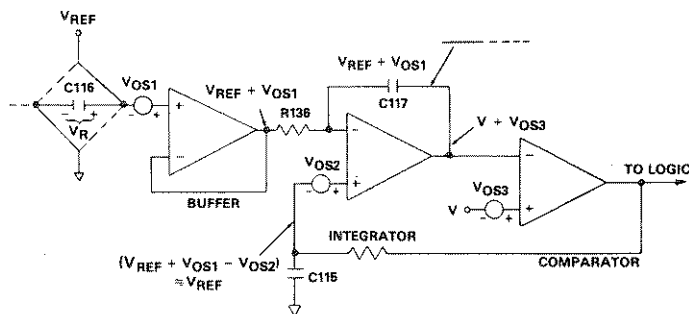 VREF
C116
− +
VR
VOS1
− +
+
−
BUFFER
VREF + VOS1
R136
VREF + VOS1
C117
−
+
VOS2
− +
V + VOS3
−
+
VOS3
V
− +
TO LOGIC
INTEGRATOR
COMPARATOR
(VREF + VOS1 − VOS2)
≈ VREF
C115